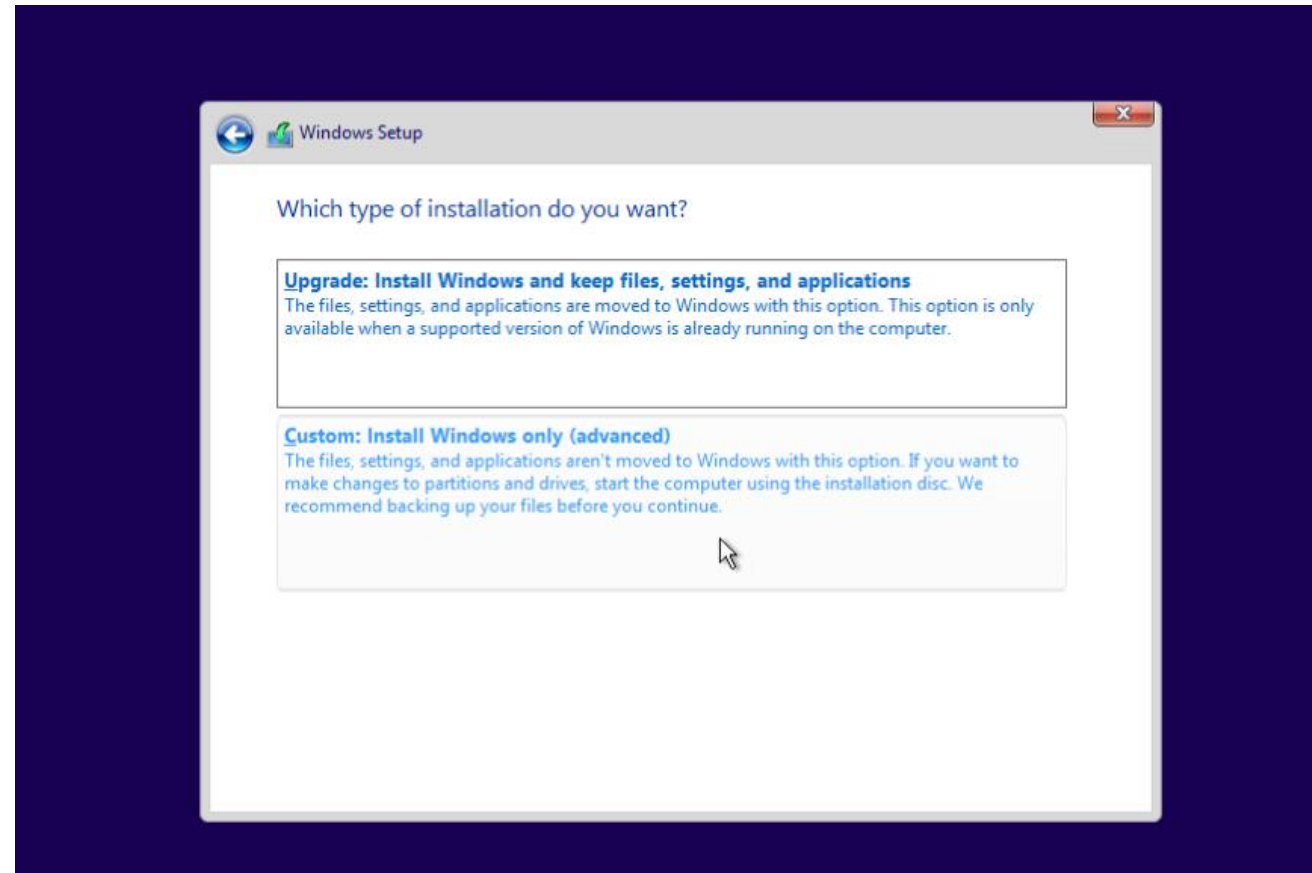 Windows Setup
Which type of installation do you want?
Upgrade: Install Windows and keep files, settings, and applications
The files, settings, and applications are moved to Windows with this option. This option is only
available when a supported version of Windows is already running on the computer.
Custom: Install Windows only (advanced)
The files, settings, and applications aren't moved to Windows with this option. If you want to
make changes to partitions and drives, start the computer using the installation disc. We
recommend backing up your files before you continue.